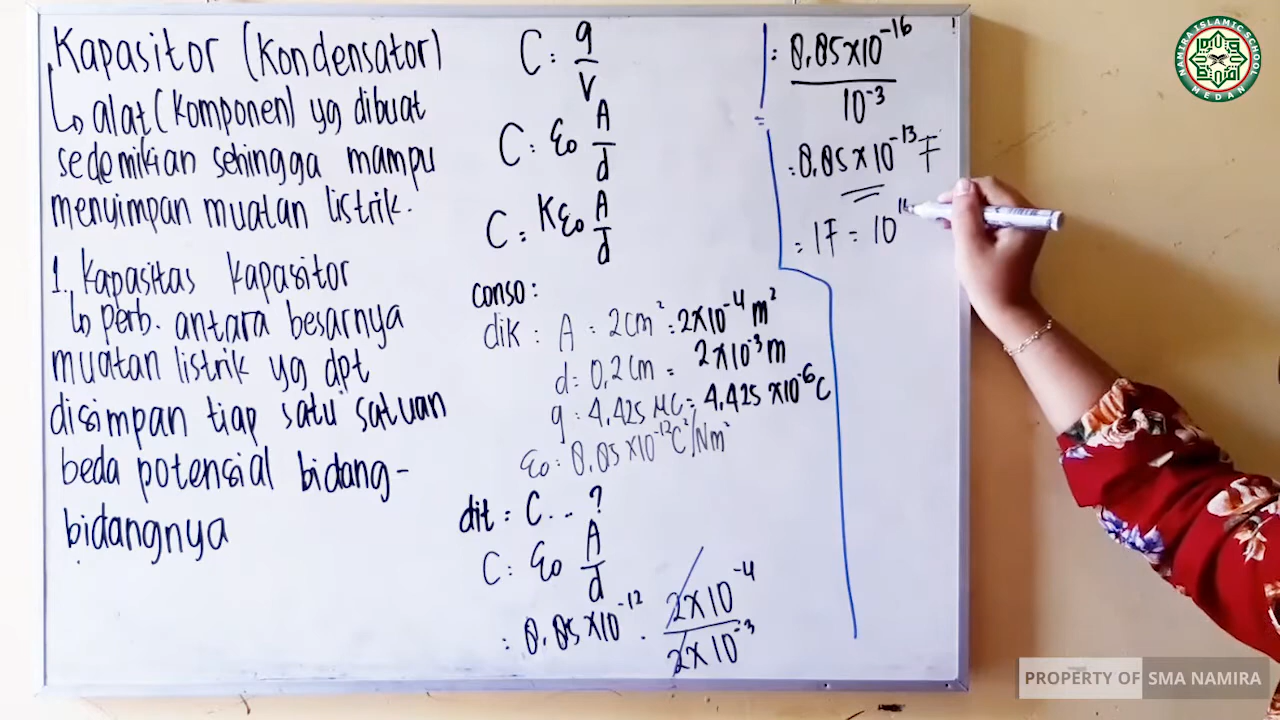 Kapasitor (Kondensator)
↳ alat (komponen) yg dibuat
sedemikian sehingga mampu
menyimpan muatan listrik.
1. Kapasitas Kapasitor
↳ perb. antara besarnya
muatan listrik yg dpt
disimpan tiap satu satuan
beda potensial bidang-
bidangnya
C = q/V
C = ε0 A/d
C = Kε0 A/d
conso:
dik : A = 2cm² = 2×10⁻⁴ m²
d = 0,2cm = 2×10⁻³ m
q = 4,425 μC = 4,425 ×10⁻⁶ C
ε0 = 8,85 ×10⁻¹² C²/Nm²
dit : C... ?
C = ε0 A/d
= 8,85 ×10⁻¹² . 2×10⁻⁴ / 2×10⁻³
= 8,85×10⁻¹⁶ / 10⁻³
=
= 8,85 ×10⁻¹³ F
= 1F = 10
NAMIRA ISLAMIC SCHOOL
MEDAN
PROPERTY OF SMA NAMIRA